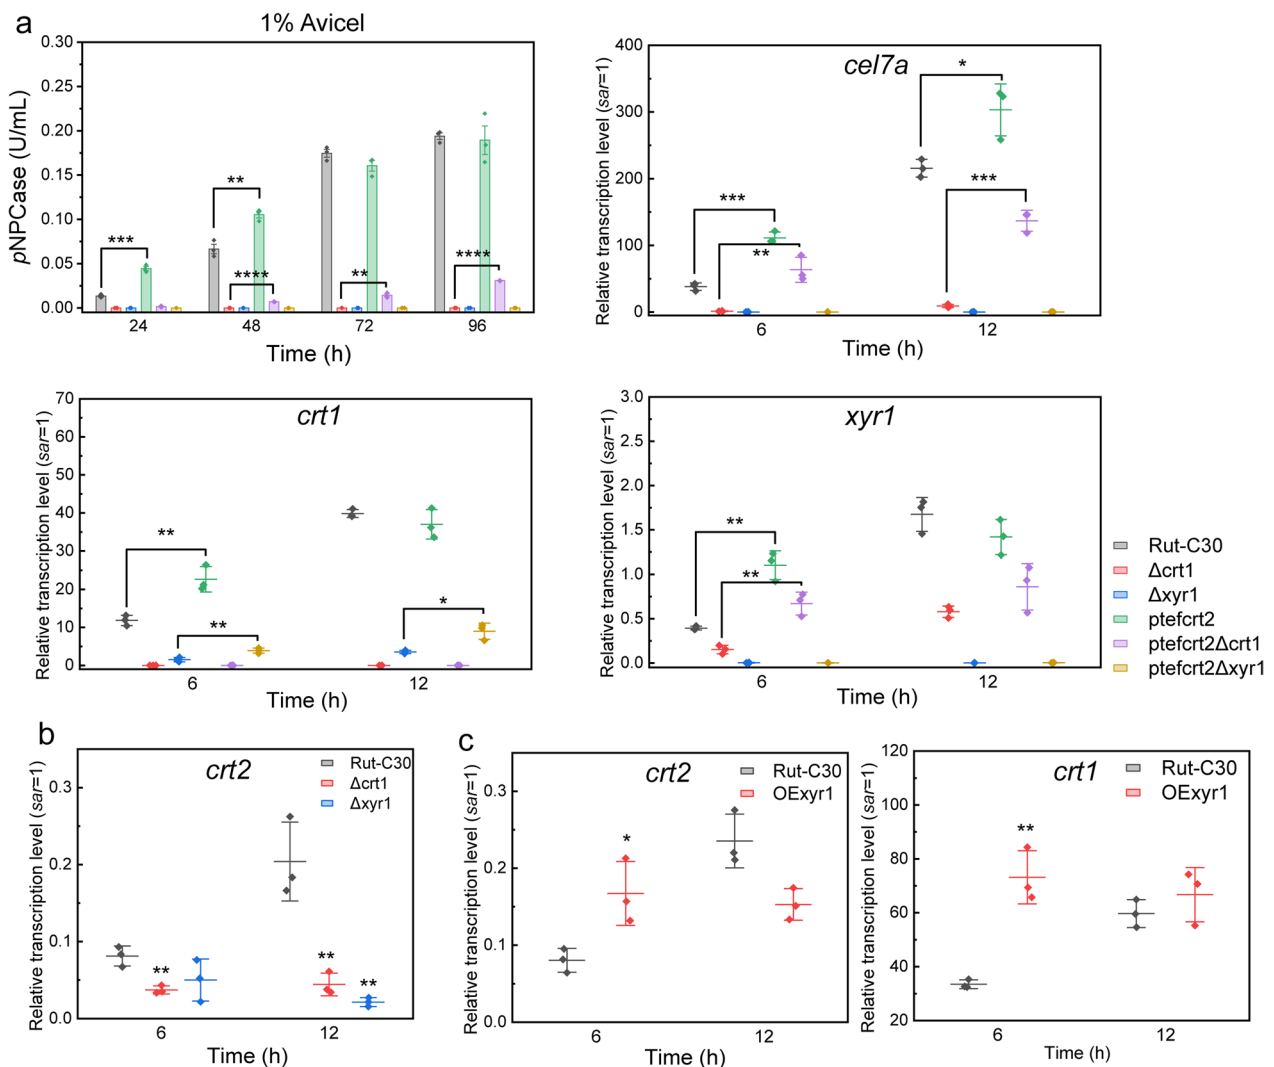 a
1% Avicel
pNPCase (U/mL)
0.30
0.25
0.20
0.15
0.10
0.05
0.00
***
**
****
**
****
24
48
72
96
Time (h)
cel7a
Relative transcription level (sar=1)
400
300
200
100
0
***
**
*
***
6
12
Time (h)
crt1
Relative transcription level (sar=1)
70
60
50
40
30
20
10
0
**
**
*
6
12
Time (h)
xyr1
Relative transcription level (sar=1)
3.0
2.5
2.0
1.5
1.0
0.5
0.0
**
**
6
12
Time (h)
Rut-C30
Δcrt1
Δxyr1
ptefcrt2
ptefcrt2Δcrt1
ptefcrt2Δxyr1
b
crt2
Rut-C30
Δcrt1
Δxyr1
Relative transcription level (sar=1)
0.3
0.2
0.1
0.0
**
**
**
6
12
Time (h)
c
crt2
Rut-C30
OExyr1
Relative transcription level (sar=1)
0.3
0.2
0.1
0.0
*
6
12
Time (h)
crt1
Rut-C30
OExyr1
Relative transcription level (sar=1)
120
100
80
60
40
20
**
6
12
Time (h)